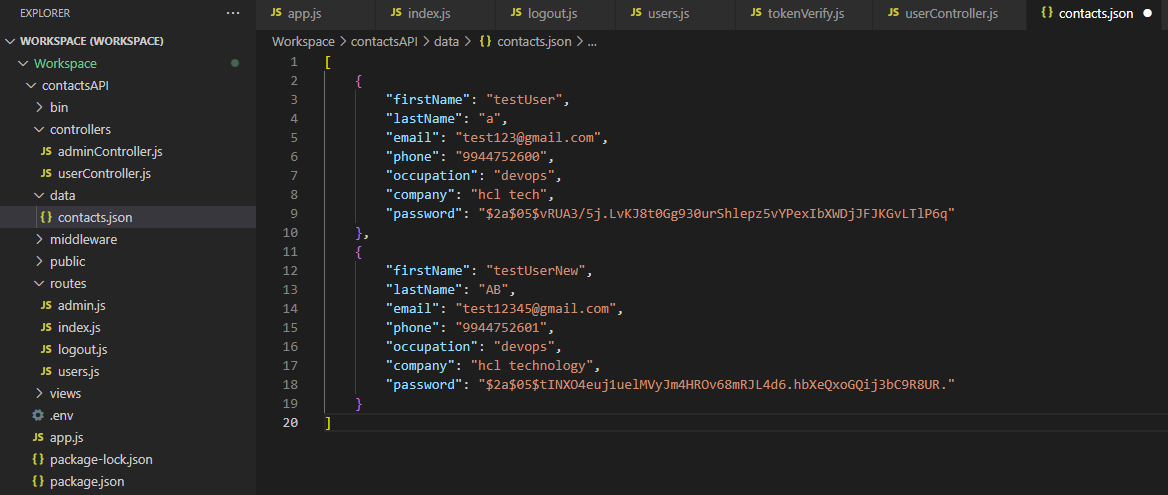 EXPLORER ...
WORKSPACE (WORKSPACE)
Workspace
contactsAPI
bin
controllers
JS adminController.js
JS userController.js
data
{} contacts.json
middleware
public
routes
JS admin.js
JS index.js
JS logout.js
JS users.js
views
.env
JS app.js
{} package-lock.json
{} package.json
JS app.js JS index.js JS logout.js JS users.js JS tokenVerify.js JS userController.js {} contacts.json
Workspace > contactsAPI > data > {} contacts.json > ...
1 [
2 {
3 "firstName": "testUser",
4 "lastName": "a",
5 "email": "test123@gmail.com",
6 "phone": "9944752600",
7 "occupation": "devops",
8 "company": "hcl tech",
9 "password": "$2a$05$vRUA3/5j.LvKJ8t0Gg930urShlepz5vYPexIbXWDjJFJKGvLTlP6q"
10 },
11 {
12 "firstName": "testUserNew",
13 "lastName": "AB",
14 "email": "test12345@gmail.com",
15 "phone": "9944752601",
16 "occupation": "devops",
17 "company": "hcl technology",
18 "password": "$2a$05$tINXO4euj1uelMVyJm4HROv68mRJL4d6.hbXeQxoGQij3bC9R8UR."
19 }
20 ]